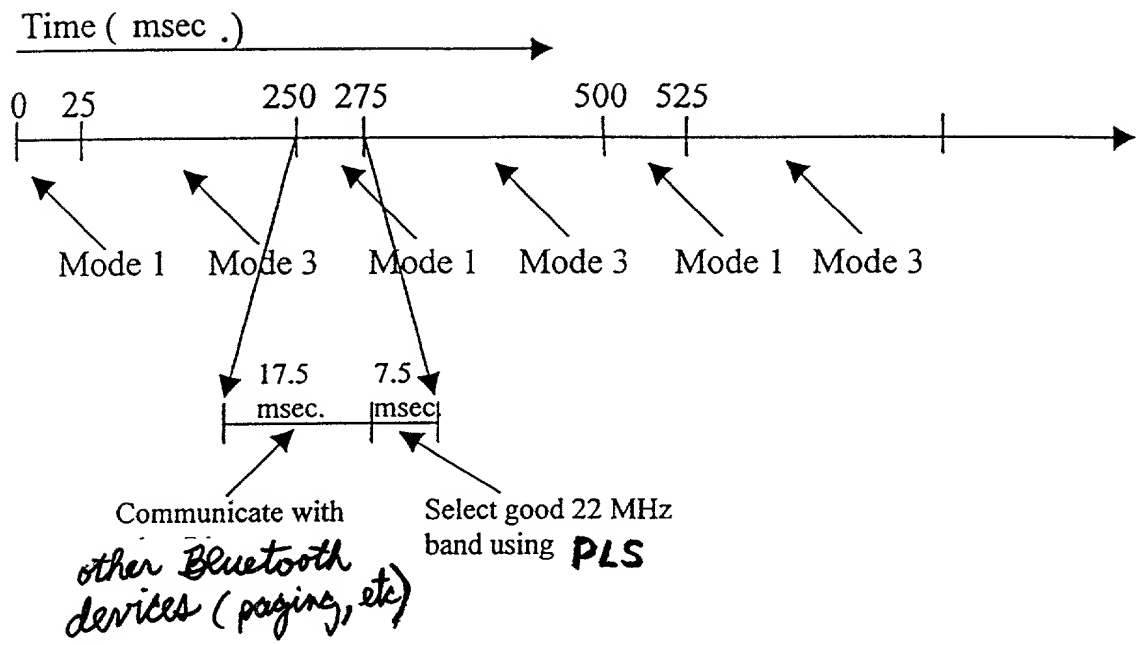 Time ( msec .)
0 25 250 275 500 525
Mode 1 Mode 3 Mode 1 Mode 3 Mode 1 Mode 3
17.5 7.5
msec. msec
Communicate with
other Bluetooth
devices (paging, etc)
Select good 22 MHz
band using PLS